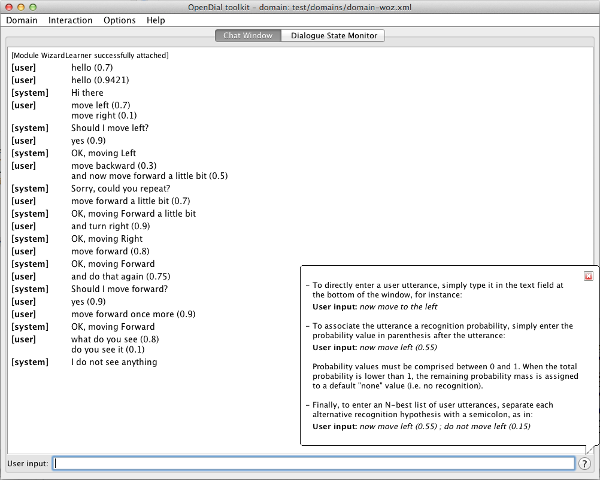 OpenDial toolkit - domain: test/domains/domain-woz.xml
Domain Interaction Options Help
Chat Window Dialogue State Monitor
[Module WizardLearner successfully attached]
[user] hello (0.7)
[user] hello (0.9421)
[system] Hi there
[user] move left (0.7)
move right (0.1)
[system] Should I move left?
[user] yes (0.9)
[system] OK, moving Left
[user] move backward (0.3)
and now move forward a little bit (0.5)
[system] Sorry, could you repeat?
[user] move forward a little bit (0.7)
[system] OK, moving Forward a little bit
[user] and turn right (0.9)
[system] OK, moving Right
[user] move forward (0.8)
[system] OK, moving Forward
[user] and do that again (0.75)
[system] Should I move forward?
[user] yes (0.9)
[user] move forward once more (0.9)
[system] OK, moving Forward
[user] what do you see (0.8)
do you see it (0.1)
[system] I do not see anything
- To directly enter a user utterance, simply type it in the text field at
the bottom of the window, for instance:
User input: now move to the left
- To associate the utterance a recognition probability, simply enter the
probability value in parenthesis after the utterance:
User input: now move left (0.55)
Probability values must be comprised between 0 and 1. When the total
probability is lower than 1, the remaining probability mass is assigned
to a default "none" value (i.e. no recognition).
- Finally, to enter an N-best list of user utterances, separate each
alternative recognition hypothesis with a semicolon, as in:
User input: now move left (0.55) ; do not move left (0.15)
User input: ?